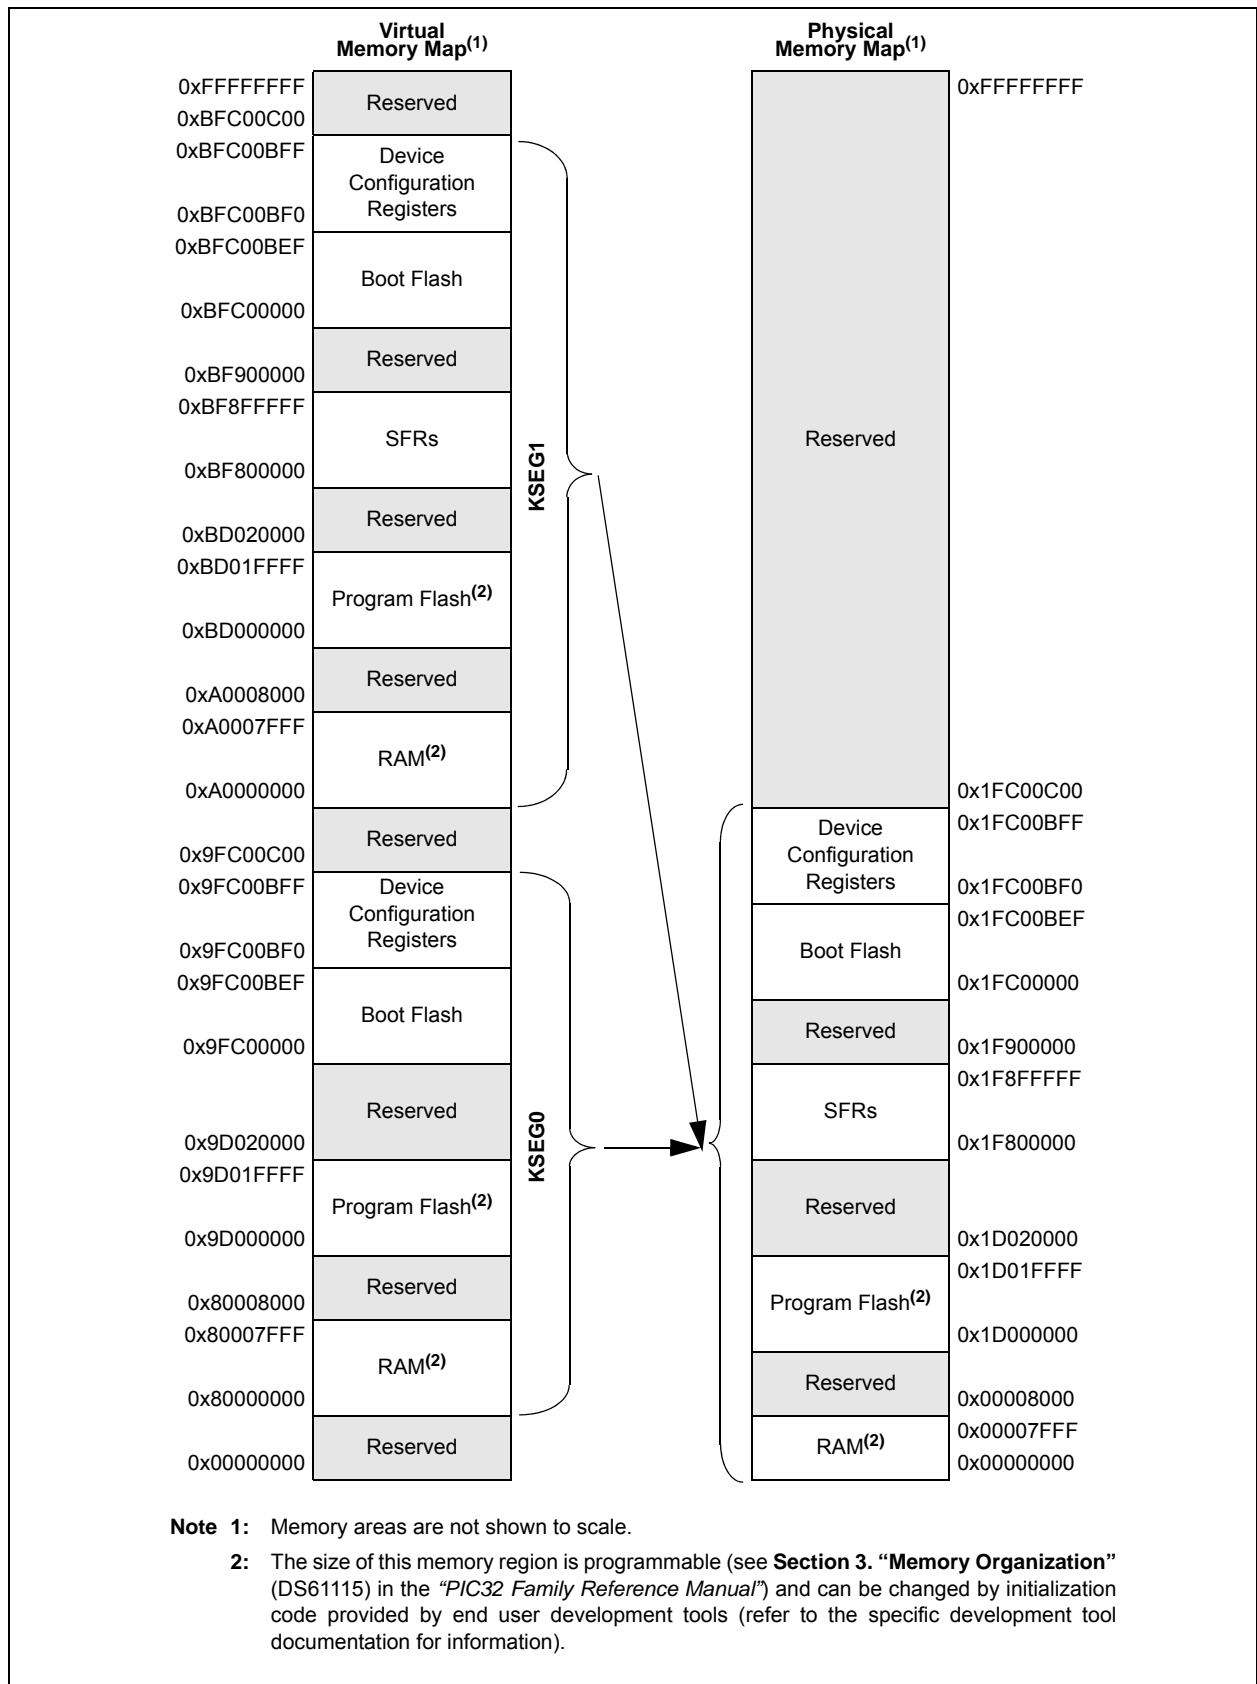 Virtual
Memory Map(1)
0xFFFFFFFF
Reserved
0xBFC00C00
0xBFC00BFF
Device
Configuration
Registers
0xBFC00BF0
0xBFC00BEF
Boot Flash
0xBFC00000
Reserved
0xBF900000
0xBF8FFFFF
SFRs
0xBF800000
Reserved
0xBD020000
0xBD01FFFF
Program Flash(2)
0xBD000000
Reserved
0xA0008000
0xA0007FFF
RAM(2)
0xA0000000
Reserved
0x9FC00C00
0x9FC00BFF
Device
Configuration
Registers
0x9FC00BF0
0x9FC00BEF
Boot Flash
0x9FC00000
Reserved
0x9D020000
0x9D01FFFF
Program Flash(2)
0x9D000000
Reserved
0x80008000
0x80007FFF
RAM(2)
0x80000000
Reserved
0x00000000
KSEG1
KSEG0
Physical
Memory Map(1)
0xFFFFFFFF
Reserved
0x1FC00C00
0x1FC00BFF
Device
Configuration
Registers
0x1FC00BF0
0x1FC00BEF
Boot Flash
0x1FC00000
Reserved
0x1F900000
0x1F8FFFFF
SFRs
0x1F800000
Reserved
0x1D020000
0x1D01FFFF
Program Flash(2)
0x1D000000
Reserved
0x00008000
0x00007FFF
RAM(2)
0x00000000
Note 1: Memory areas are not shown to scale.
2: The size of this memory region is programmable (see Section 3. “Memory Organization”
(DS61115) in the “PIC32 Family Reference Manual”) and can be changed by initialization
code provided by end user development tools (refer to the specific development tool
documentation for information).